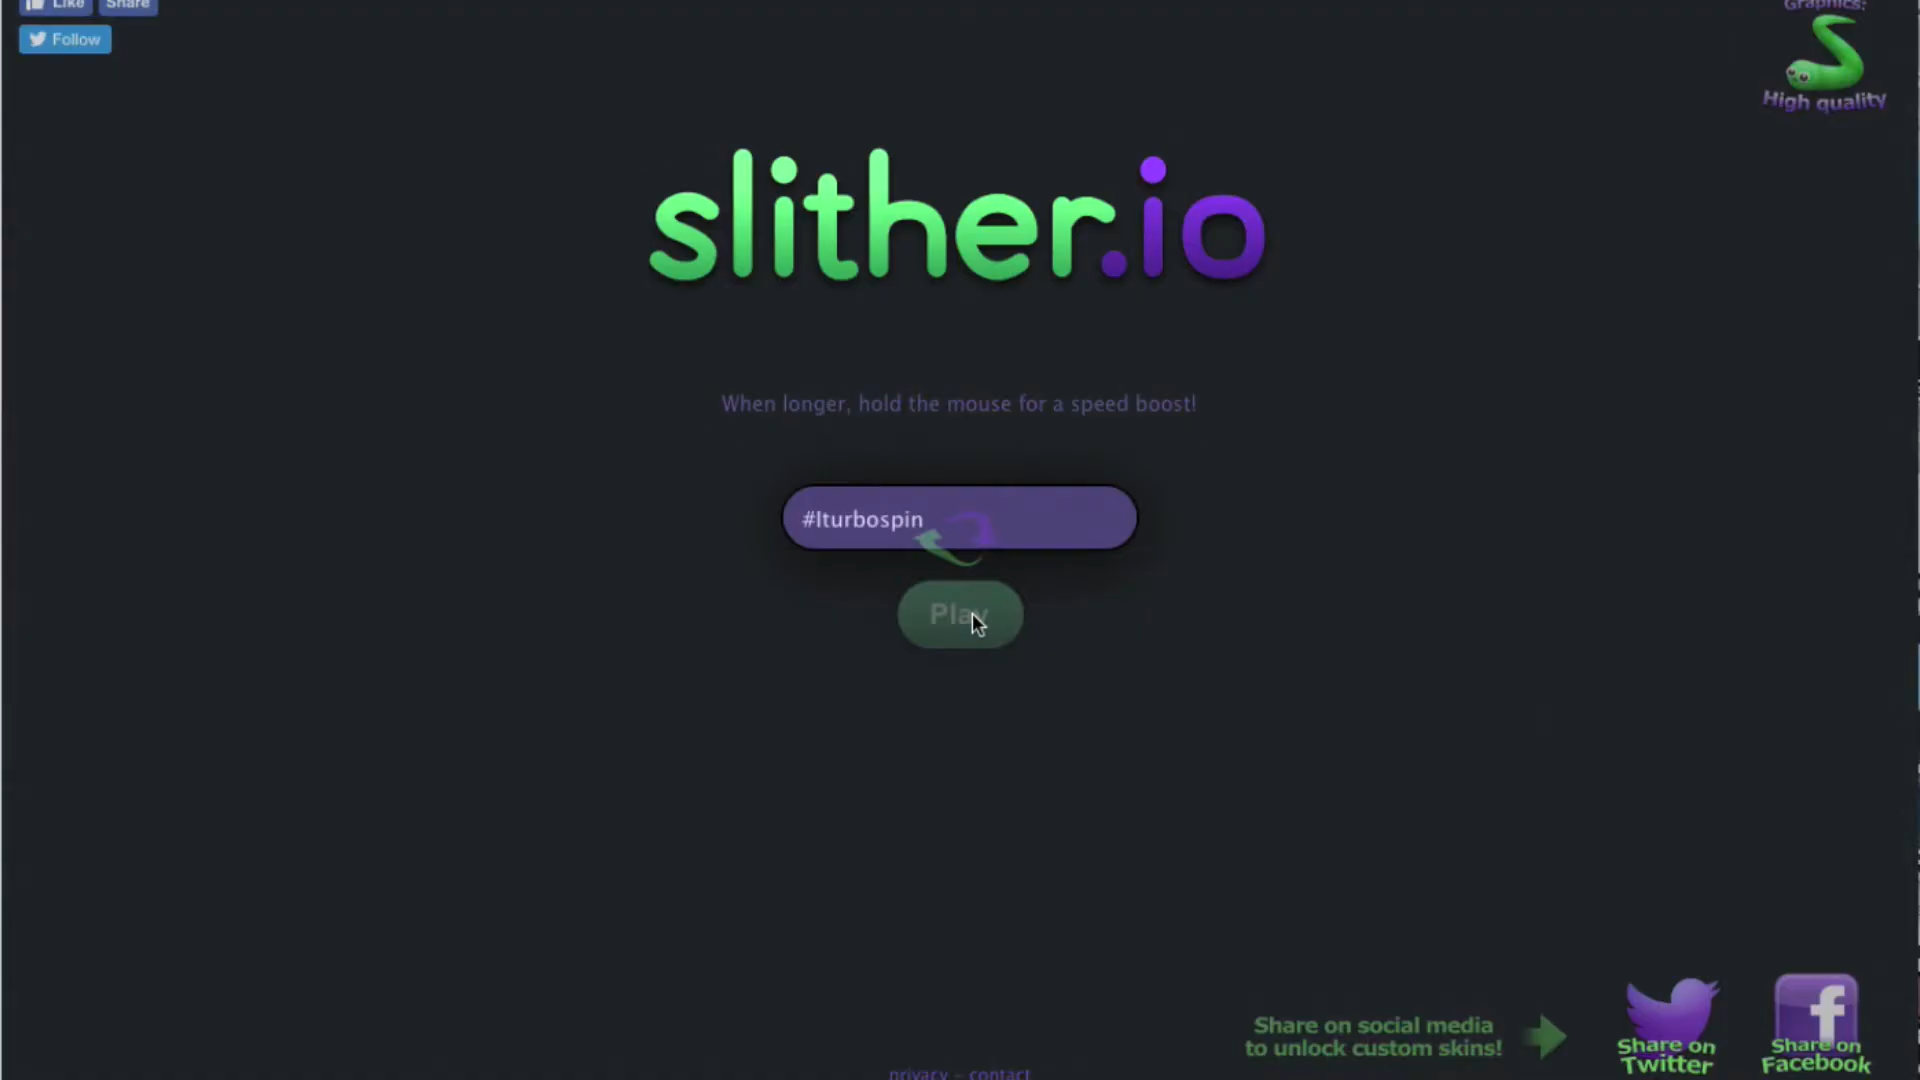 Like Share
Follow
Graphics:
High quality
slither.io
When longer, hold the mouse for a speed boost!
#Iturbospin
Play
Share on social media
to unlock custom skins!
Share on
Twitter
Share on
Facebook
privacy - contact